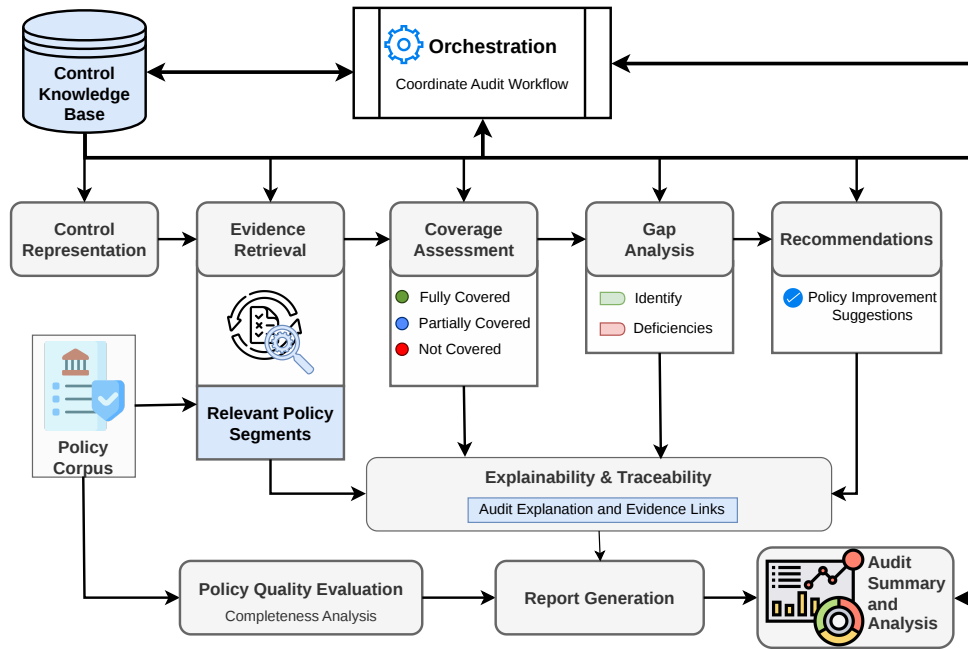 Control
Knowledge
Base
Orchestration
Coordinate Audit Workflow
Control
Representation
Evidence
Retrieval
Coverage
Assessment
Gap
Analysis
Recommendations
Fully Covered
Partially Covered
Not Covered
Identify
Deficiencies
Policy Improvement
Suggestions
Relevant Policy
Segments
Policy
Corpus
Explainability & Traceability
Audit Explanation and Evidence Links
Policy Quality Evaluation
Completeness Analysis
Report Generation
Audit
Summary
and
Analysis